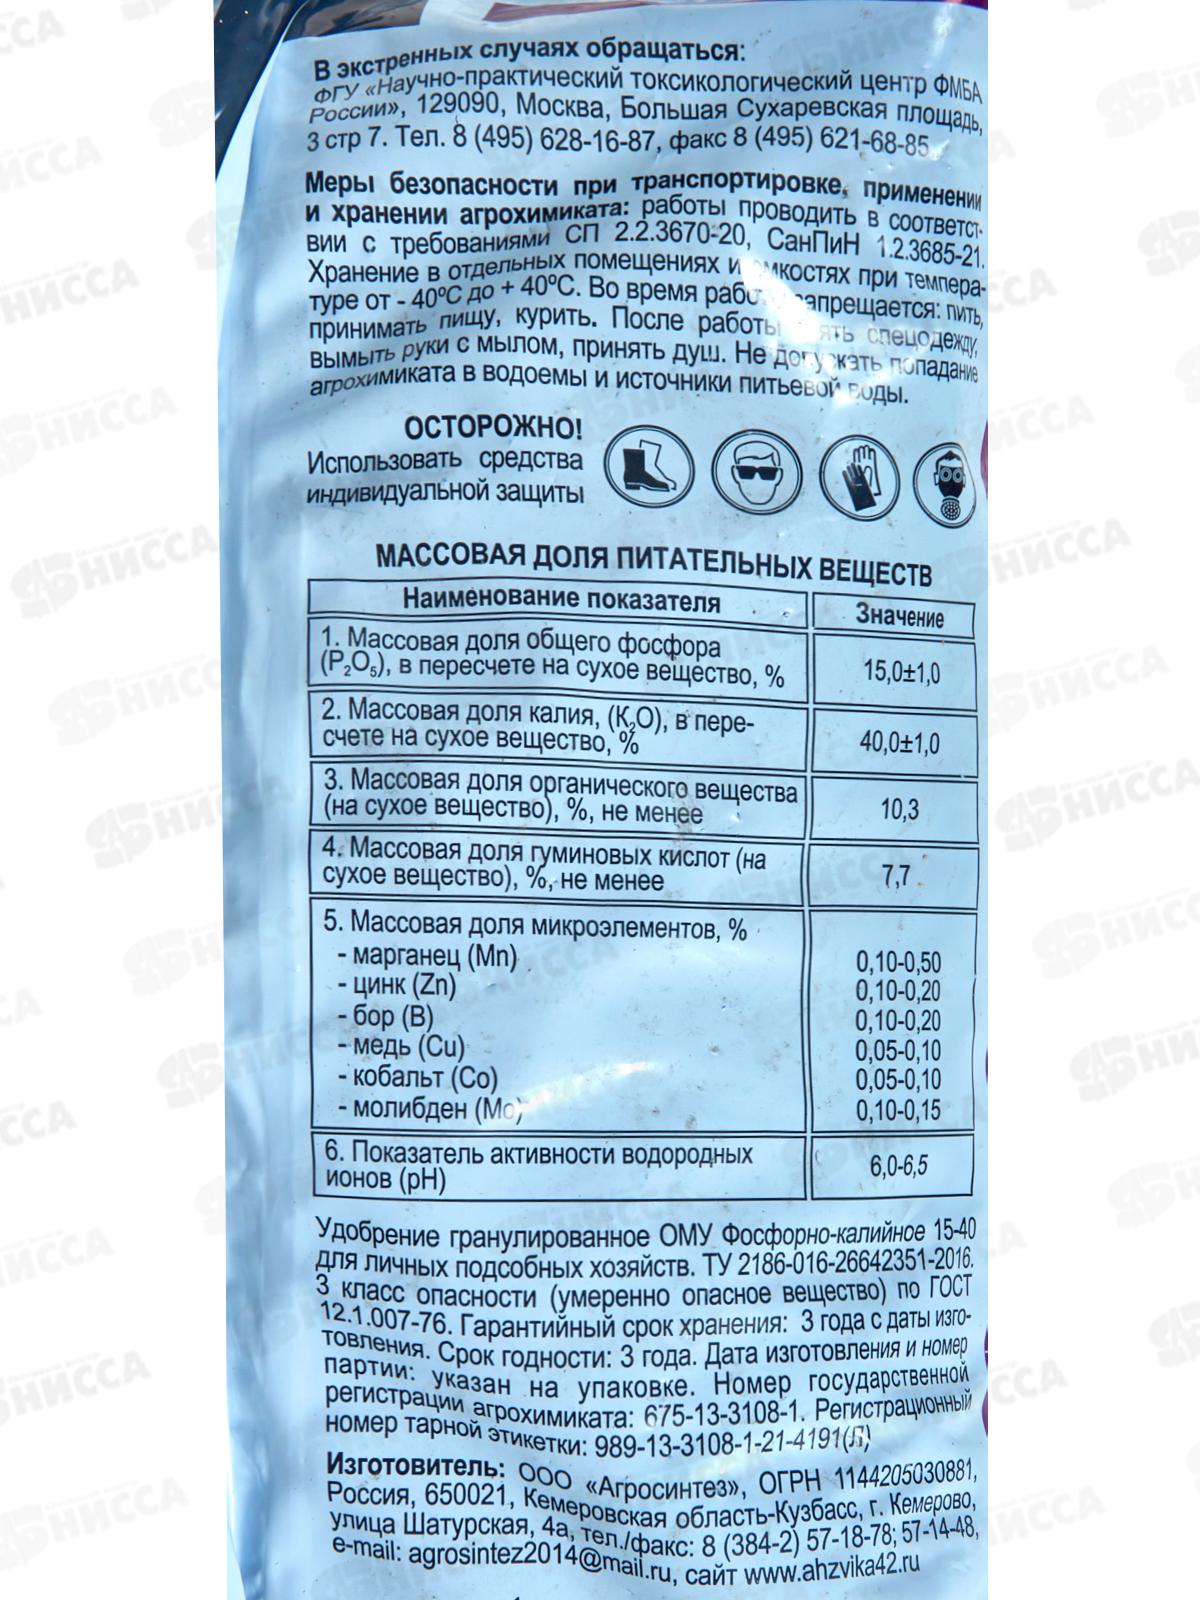 В экстренных случаях обращаться:
ФГУ «Научно-практический токсикологический центр ФМБА
России», 129090, Москва, Большая Сухаревская площадь,
3 стр 7. Тел. 8 (495) 628-16-87, факс 8 (495) 621-68-85
Меры безопасности при транспортировке, применении
и хранении агрохимиката: работы проводить в соответст-
вии с требованиями СП 2.2.3670-20, СанПиН 1.2.3685-21.
Хранение в отдельных помещениях и емкостях при темпера-
туре от - 40°С до + 40°С. Во время работы запрещается: пить,
принимать пищу, курить. После работы снять спецодежду,
вымыть руки с мылом, принять душ. Не допускать попадание
агрохимиката в водоемы и источники питьевой воды.
ОСТОРОЖНО!
Использовать средства
индивидуальной защиты
МАССОВАЯ ДОЛЯ ПИТАТЕЛЬНЫХ ВЕЩЕСТВ
Наименование показателя Значение
1. Массовая доля общего фосфора
(P₂O₅), в пересчете на сухое вещество, % 15,0±1,0
2. Массовая доля калия, (K₂O), в пере-
счете на сухое вещество, % 40,0±1,0
3. Массовая доля органического вещества
(на сухое вещество), %, не менее 10,3
4. Массовая доля гуминовых кислот (на
сухое вещество), %, не менее 7,7
5. Массовая доля микроэлементов, %
- марганец (Mn) 0,10-0,50
- цинк (Zn) 0,10-0,20
- бор (B) 0,10-0,20
- медь (Cu) 0,05-0,10
- кобальт (Co) 0,05-0,10
- молибден (Mo) 0,10-0,15
6. Показатель активности водородных
ионов (pH) 6,0-6,5
Удобрение гранулированное ОМУ Фосфорно-калийное 15-40
для личных подсобных хозяйств. ТУ 2186-016-26642351-2016.
3 класс опасности (умеренно опасное вещество) по ГОСТ
12.1.007-76. Гарантийный срок хранения: 3 года с даты изго-
товления. Срок годности: 3 года. Дата изготовления и номер
партии: указан на упаковке. Номер государственной
регистрации агрохимиката: 675-13-3108-1. Регистрационный
номер тарной этикетки: 989-13-3108-1-21-4191(Л)
Изготовитель: ООО «Агросинтез», ОГРН 1144205030881,
Россия, 650021, Кемеровская область-Кузбасс, г. Кемерово,
улица Шатурская, 4а, тел./факс: 8 (384-2) 57-18-78; 57-14-48,
e-mail: agrosintez2014@mail.ru, сайт www.ahzvika42.ru